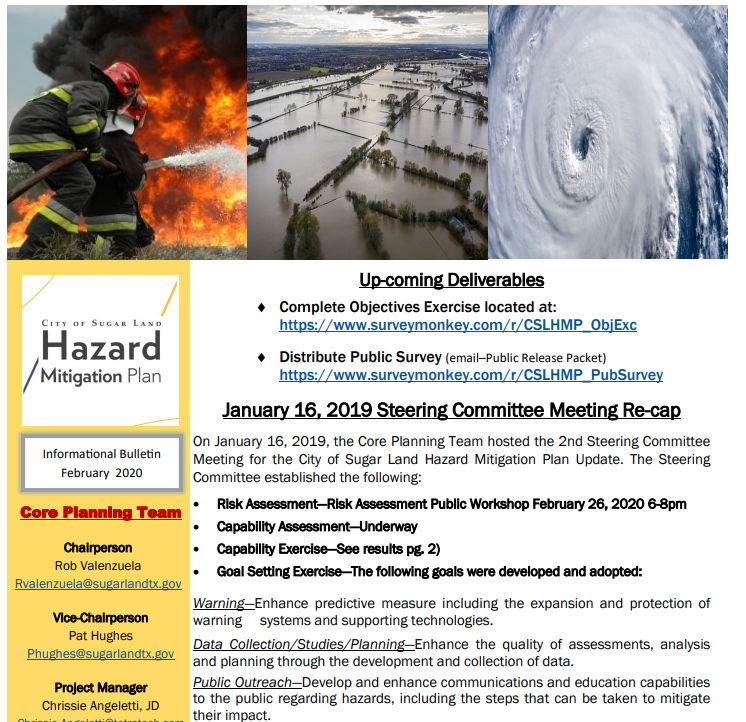 CITY OF SUGAR LAND
Hazard
Mitigation Plan
Informational Bulletin
February 2020
Core Planning Team
Chairperson
Rob Valenzuela
Rvalenzuela@sugarlandtx.gov
Vice-Chairperson
Pat Hughes
Phughes@sugarlandtx.gov
Project Manager
Chrissie Angeletti, JD
Up-coming Deliverables
♦ Complete Objectives Exercise located at:
https://www.surveymonkey.com/r/CSLHMP_ObjExc
♦ Distribute Public Survey (email–Public Release Packet)
https://www.surveymonkey.com/r/CSLHMP_PubSurvey
January 16, 2019 Steering Committee Meeting Re-cap
On January 16, 2019, the Core Planning Team hosted the 2nd Steering Committee
Meeting for the City of Sugar Land Hazard Mitigation Plan Update. The Steering
Committee established the following:
• Risk Assessment—Risk Assessment Public Workshop February 26, 2020 6-8pm
• Capability Assessment—Underway
• Capability Exercise—See results pg. 2)
• Goal Setting Exercise—The following goals were developed and adopted:
Warning—Enhance predictive measure including the expansion and protection of
warning systems and supporting technologies.
Data Collection/Studies/Planning—Enhance the quality of assessments, analysis
and planning through the development and collection of data.
Public Outreach—Develop and enhance communications and education capabilities
to the public regarding hazards, including the steps that can be taken to mitigate
their impact.